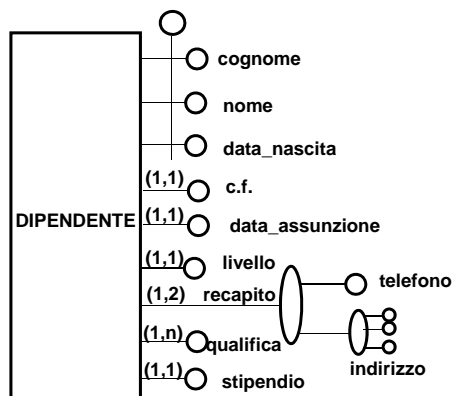 cognome
nome
data_nascita
(1,1) c.f.
DIPENDENTE (1,1) data_assunzione
(1,1) livello
telefono
(1,2) recapito
(1,n) qualifica
indirizzo
(1,1) stipendio